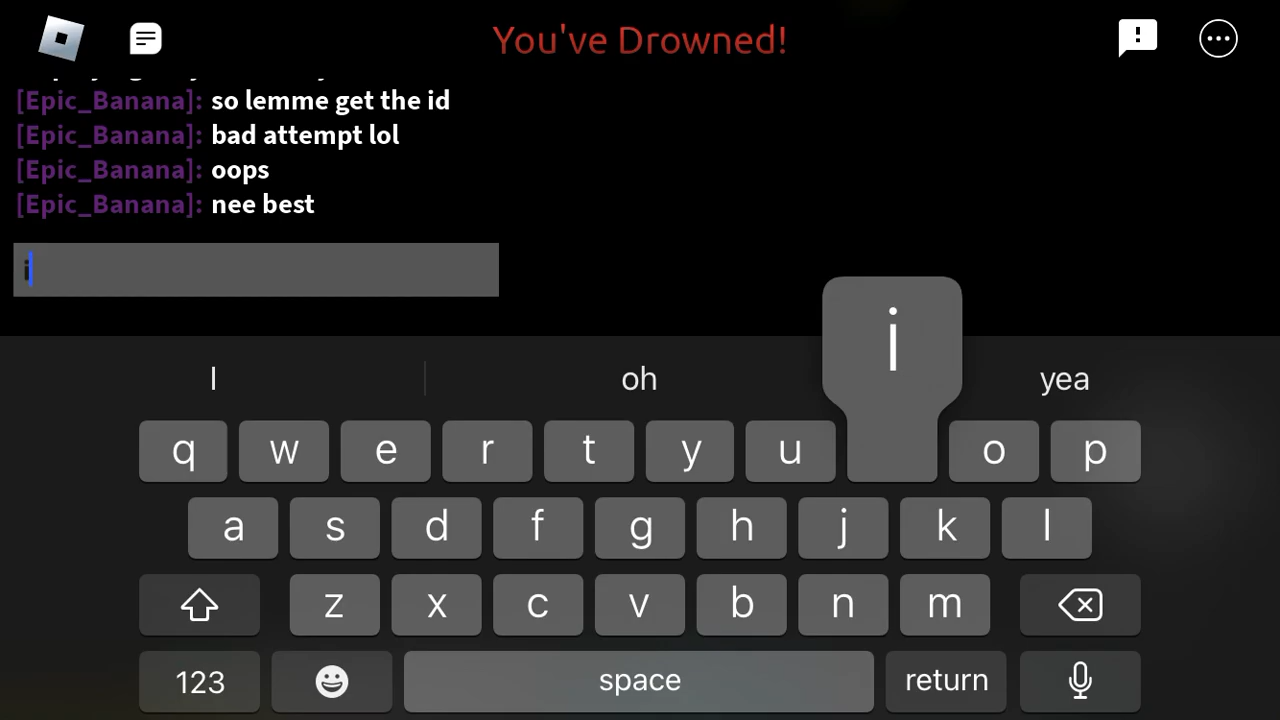 You've Drowned!
[Epic_Banana]: so lemme get the id
[Epic_Banana]: bad attempt lol
[Epic_Banana]: oops
[Epic_Banana]: nee best
i
i
I oh yea
q w e r t y u o p
a s d f g h j k l
z x c v b n m
123 space return